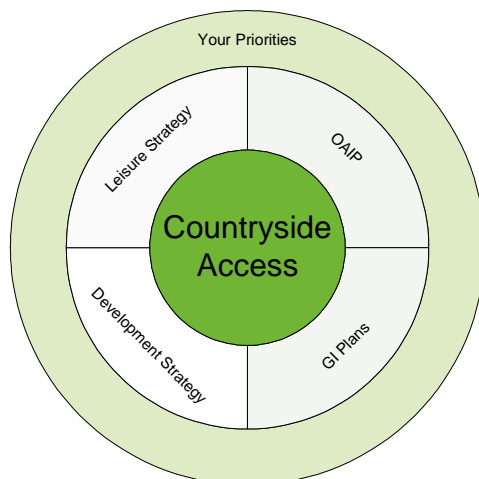 Your Priorities
Leisure Strategy
OAIP
Countryside
Access
Development Strategy
GI Plans